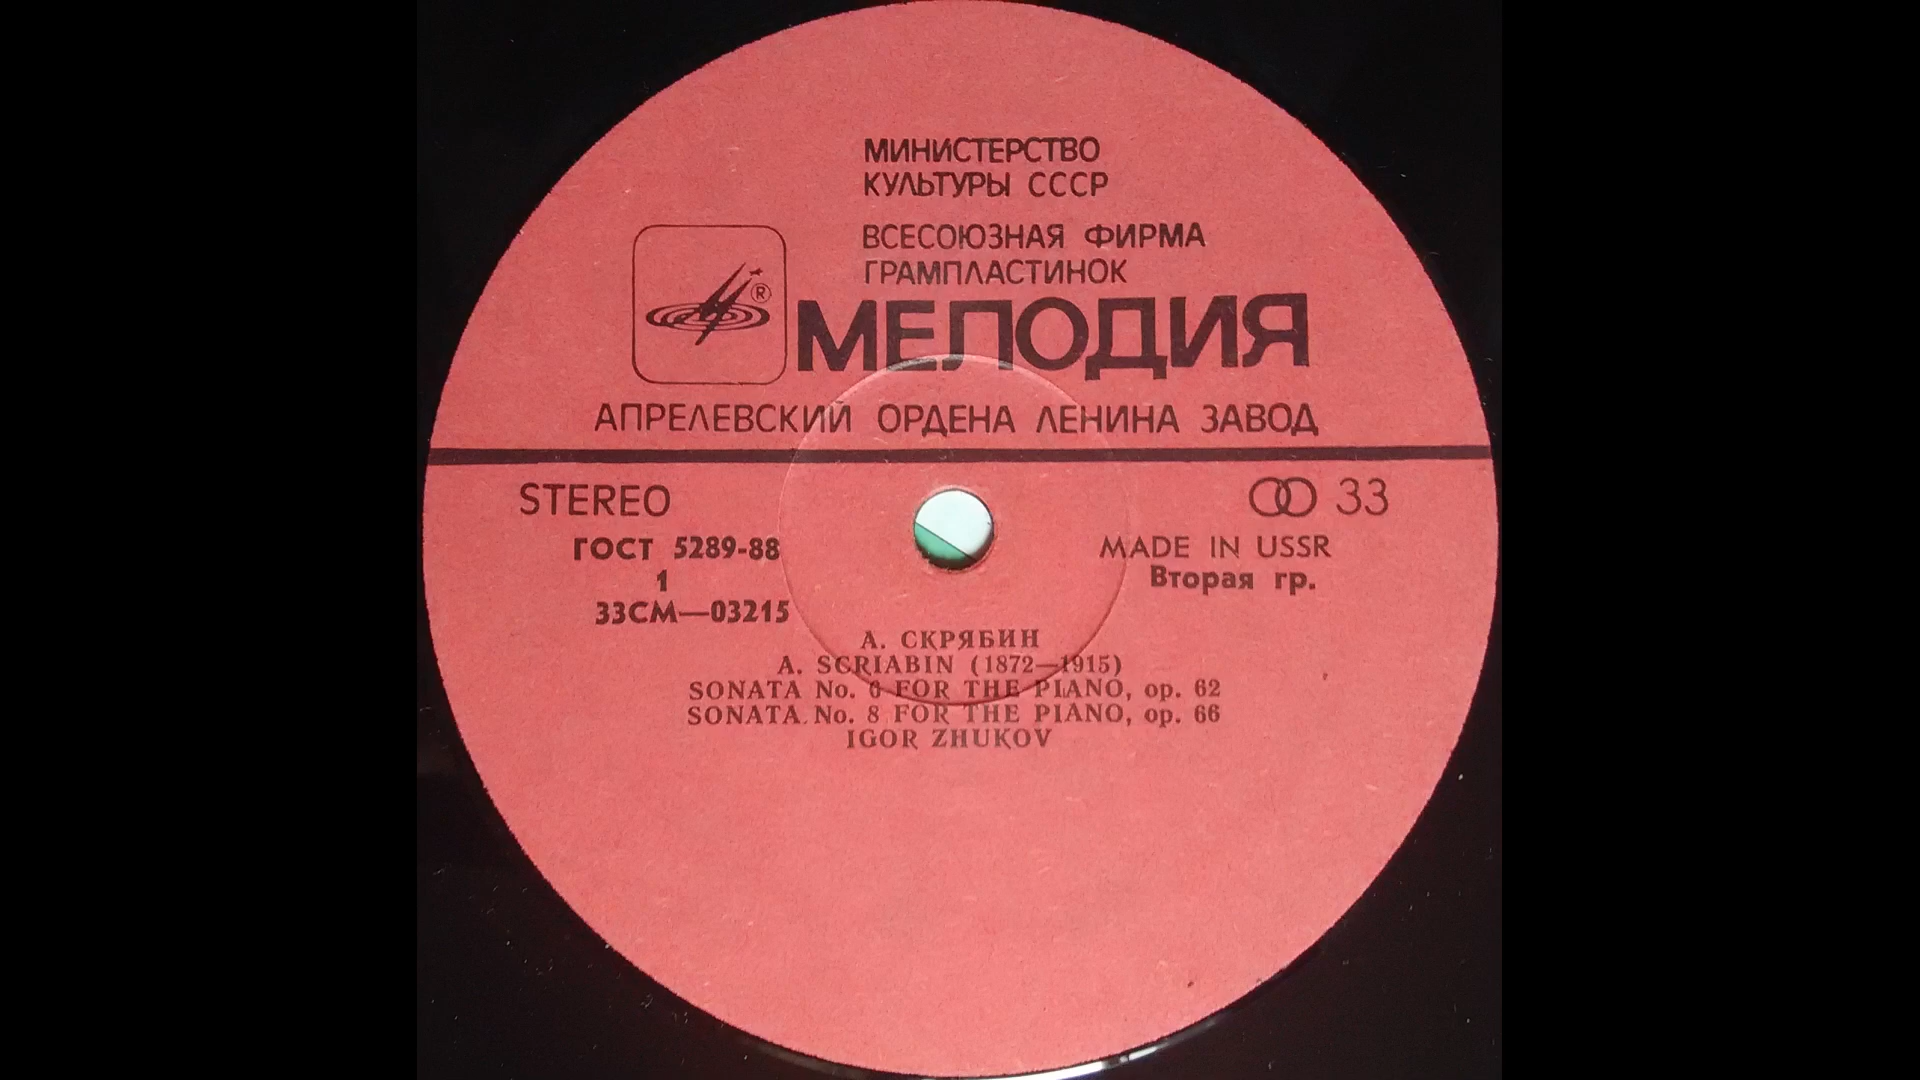 МИНИСТЕРСТВО
КУЛЬТУРЫ СССР
ВСЕСОЮЗНАЯ ФИРМА
ГРАМПЛАСТИНОК
®
МЕЛОДИЯ
АПРЕЛЕВСКИЙ ОРДЕНА ЛЕНИНА ЗАВОД
STEREO
33
ГОСТ 5289-88
MADE IN USSR
1
Вторая гр.
33СМ—03215
А. СКРЯБИН
A. SCRIABIN (1872—1915)
SONATA No. 6 FOR THE PIANO, op. 62
SONATA No. 8 FOR THE PIANO, op. 66
IGOR ZHUKOV